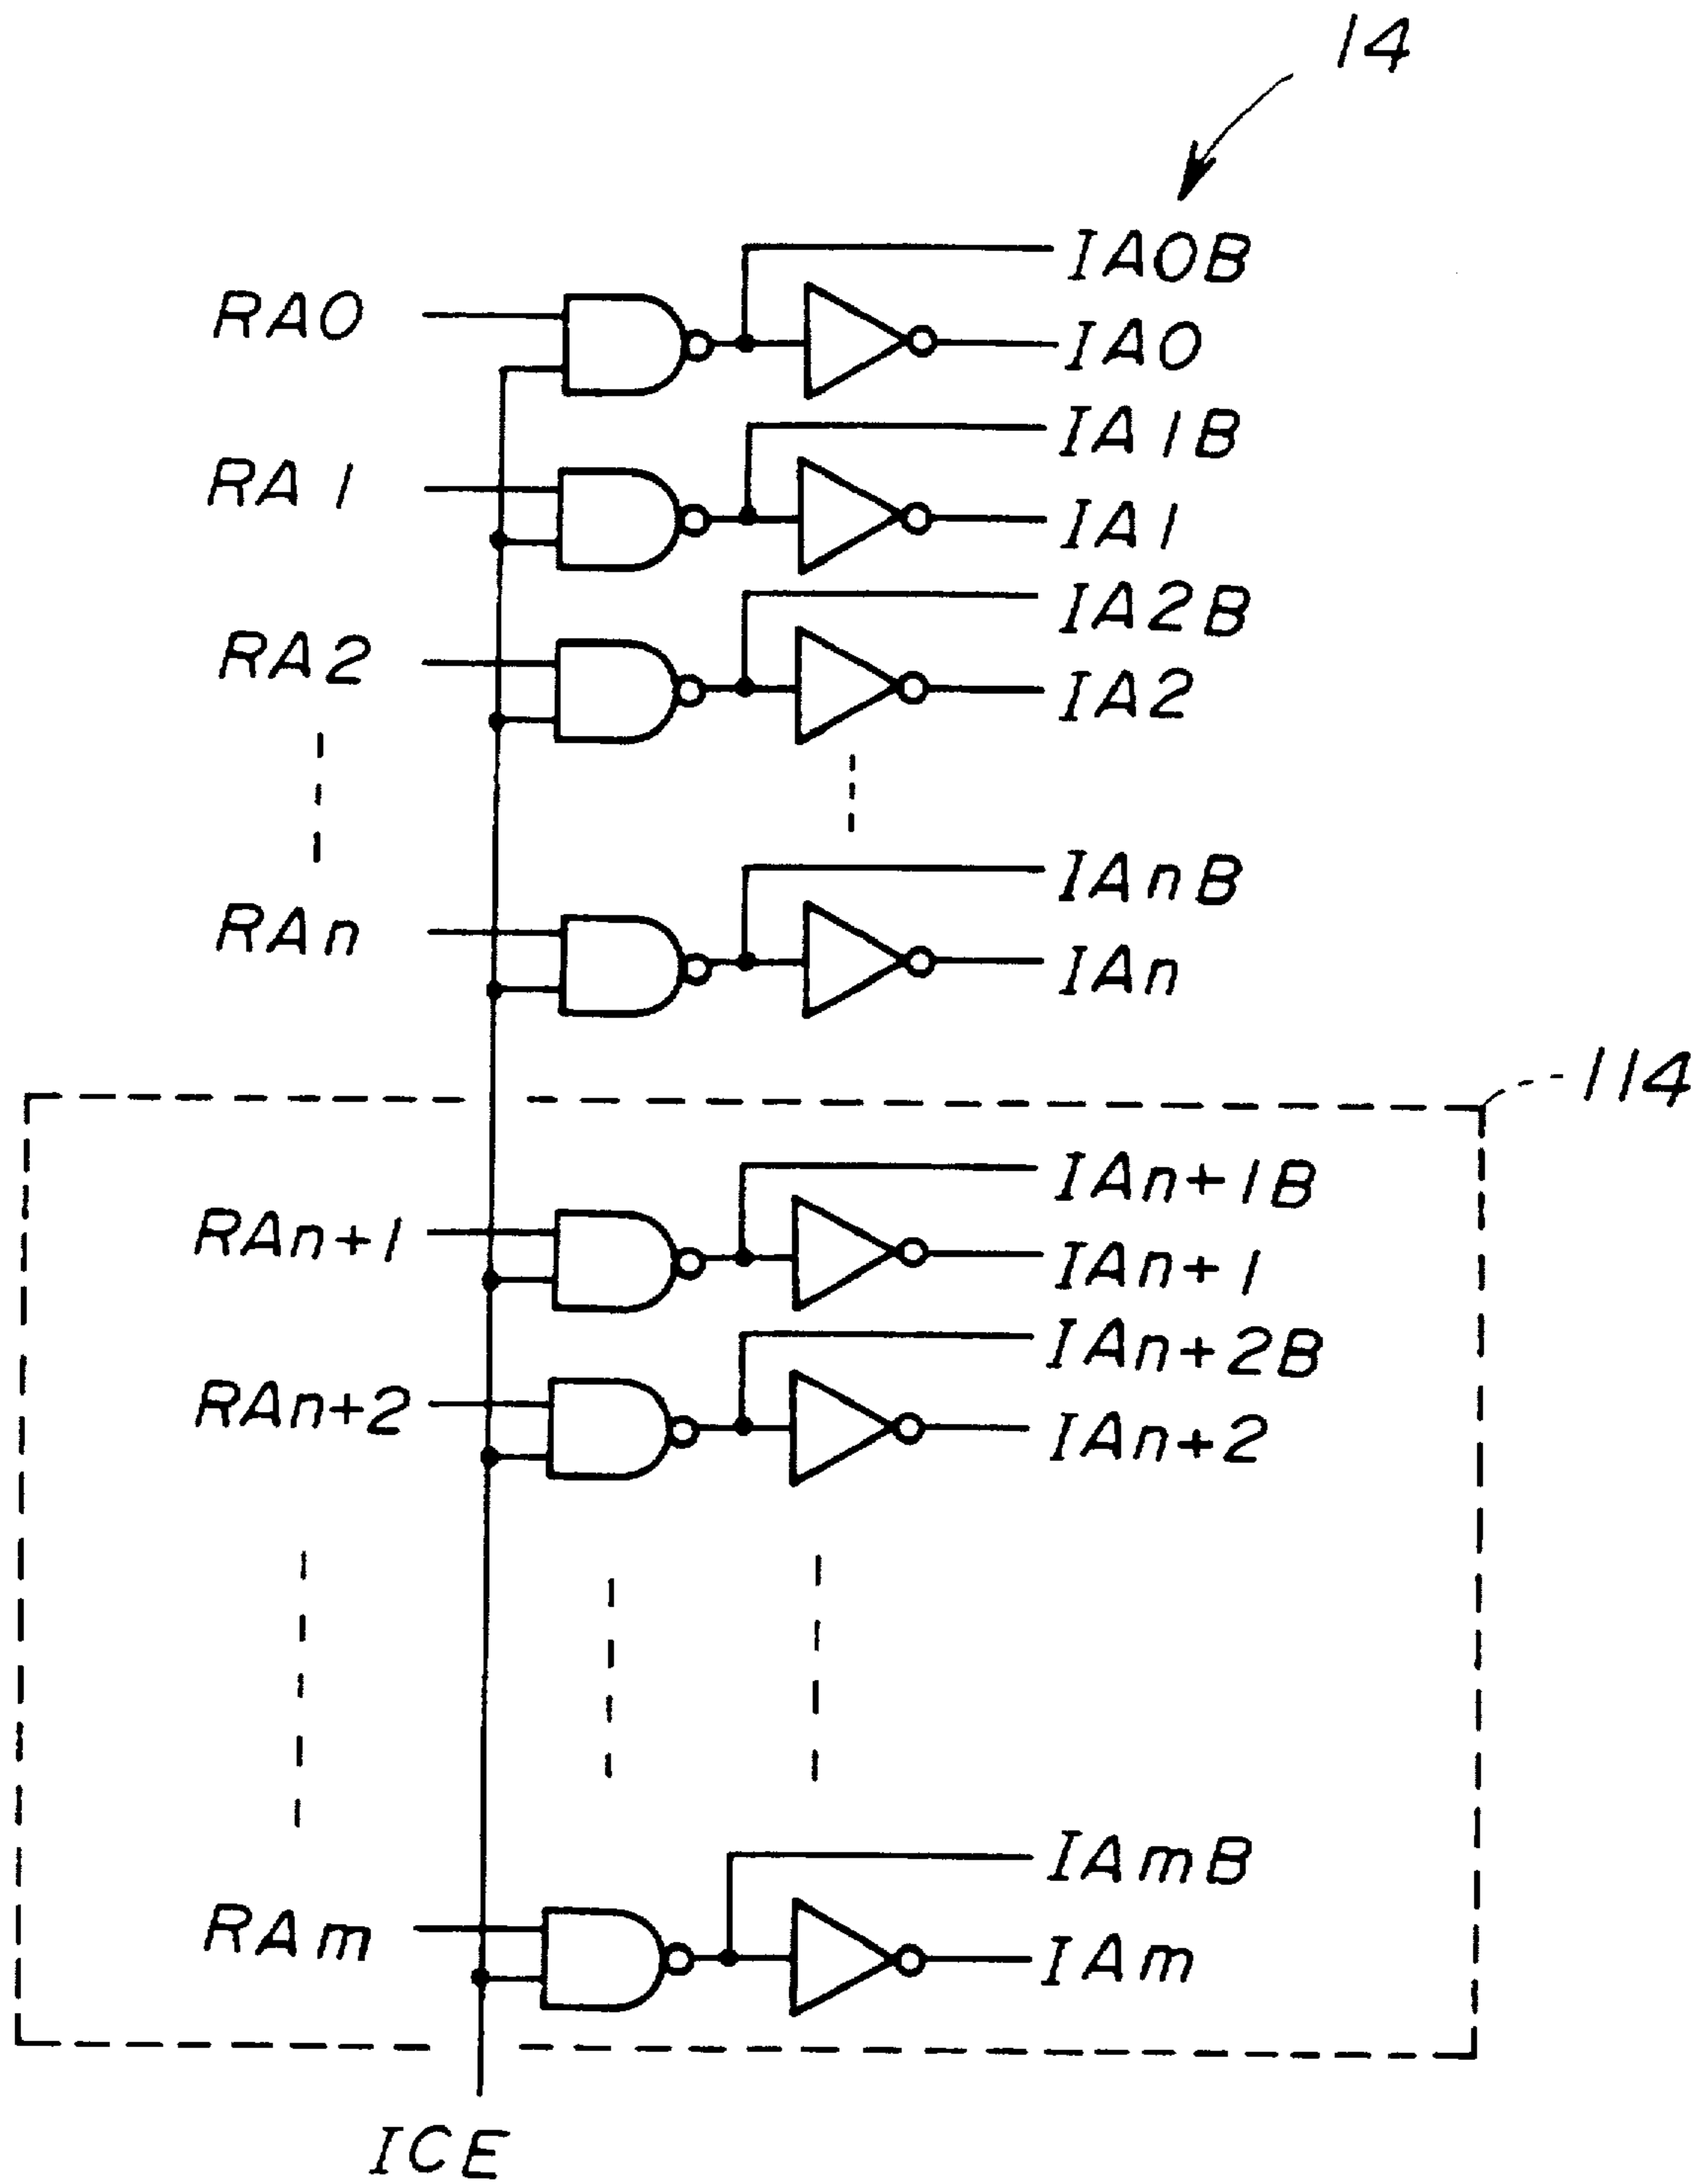 14
IA0B
RA0
IA0
IA1B
RA1
IA1
IA2B
RA2
IA2
IAnB
RAn
IAn
114
IAn+1B
RAn+1
IAn+1
IAn+2B
RAn+2
IAn+2
IAmB
RAm
IAm
ICE